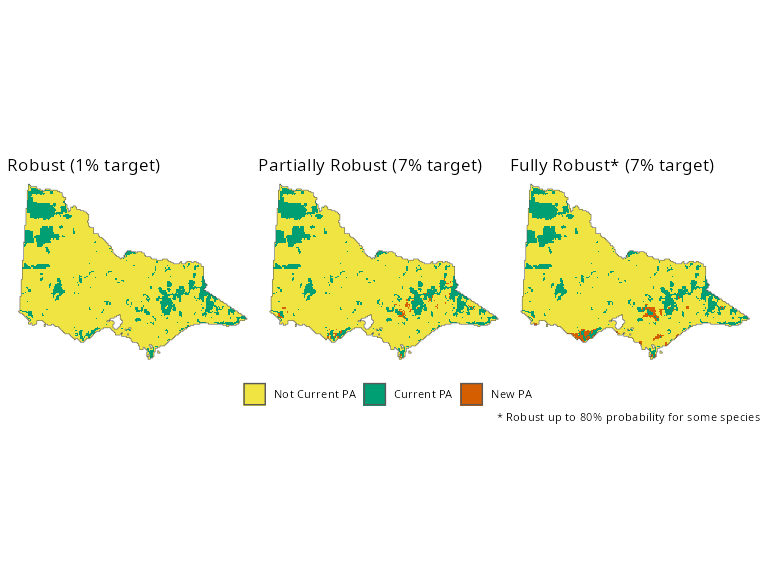 Robust (1% target)
Partially Robust (7% target)
Fully Robust* (7% target)
Not Current PA
Current PA
New PA
* Robust up to 80% probability for some species